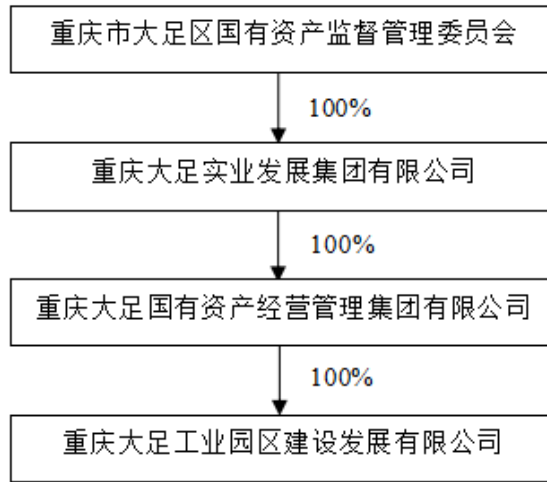 重庆市大足区国有资产监督管理委员会
100%
重庆大足实业发展集团有限公司
100%
重庆大足国有资产经营管理集团有限公司
100%
重庆大足工业园区建设发展有限公司